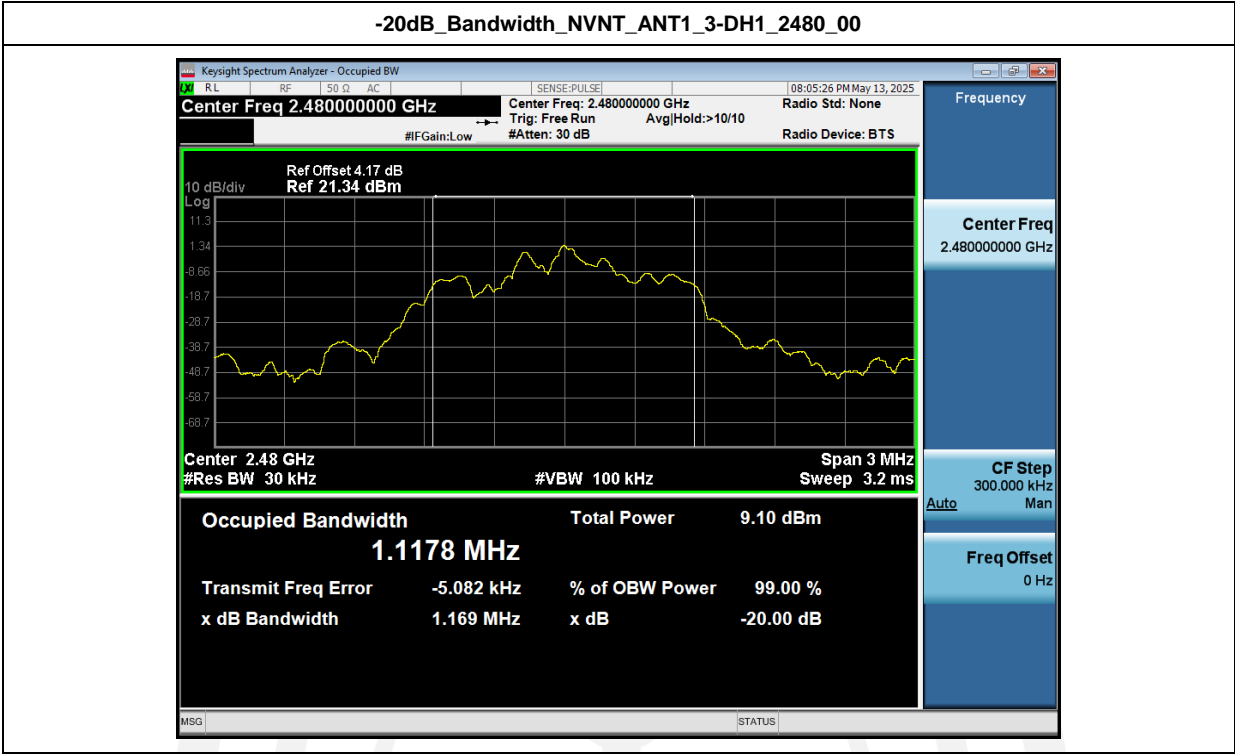 -20dB_Bandwidth_NVNT_ANT1_3-DH1_2480_00
Keysight Spectrum Analyzer - Occupied BW
LXI RL RF 50 Ω AC SENSE:PULSE 08:05:26 PM May 13, 2025
Center Freq 2.480000000 GHz Center Freq: 2.480000000 GHz Radio Std: None
Trig: Free Run Avg|Hold:>10/10
#IFGain:Low #Atten: 30 dB Radio Device: BTS
Ref Offset 4.17 dB
10 dB/div Ref 21.34 dBm
Log
11.3
1.34
-8.66
-18.7
-28.7
-38.7
-48.7
-58.7
-68.7
Center 2.48 GHz Span 3 MHz
#Res BW 30 kHz #VBW 100 kHz Sweep 3.2 ms
Occupied Bandwidth Total Power 9.10 dBm
1.1178 MHz
Transmit Freq Error -5.082 kHz % of OBW Power 99.00 %
x dB Bandwidth 1.169 MHz x dB -20.00 dB
MSG STATUS
Frequency
Center Freq
2.480000000 GHz
CF Step
300.000 kHz
Auto Man
Freq Offset
0 Hz